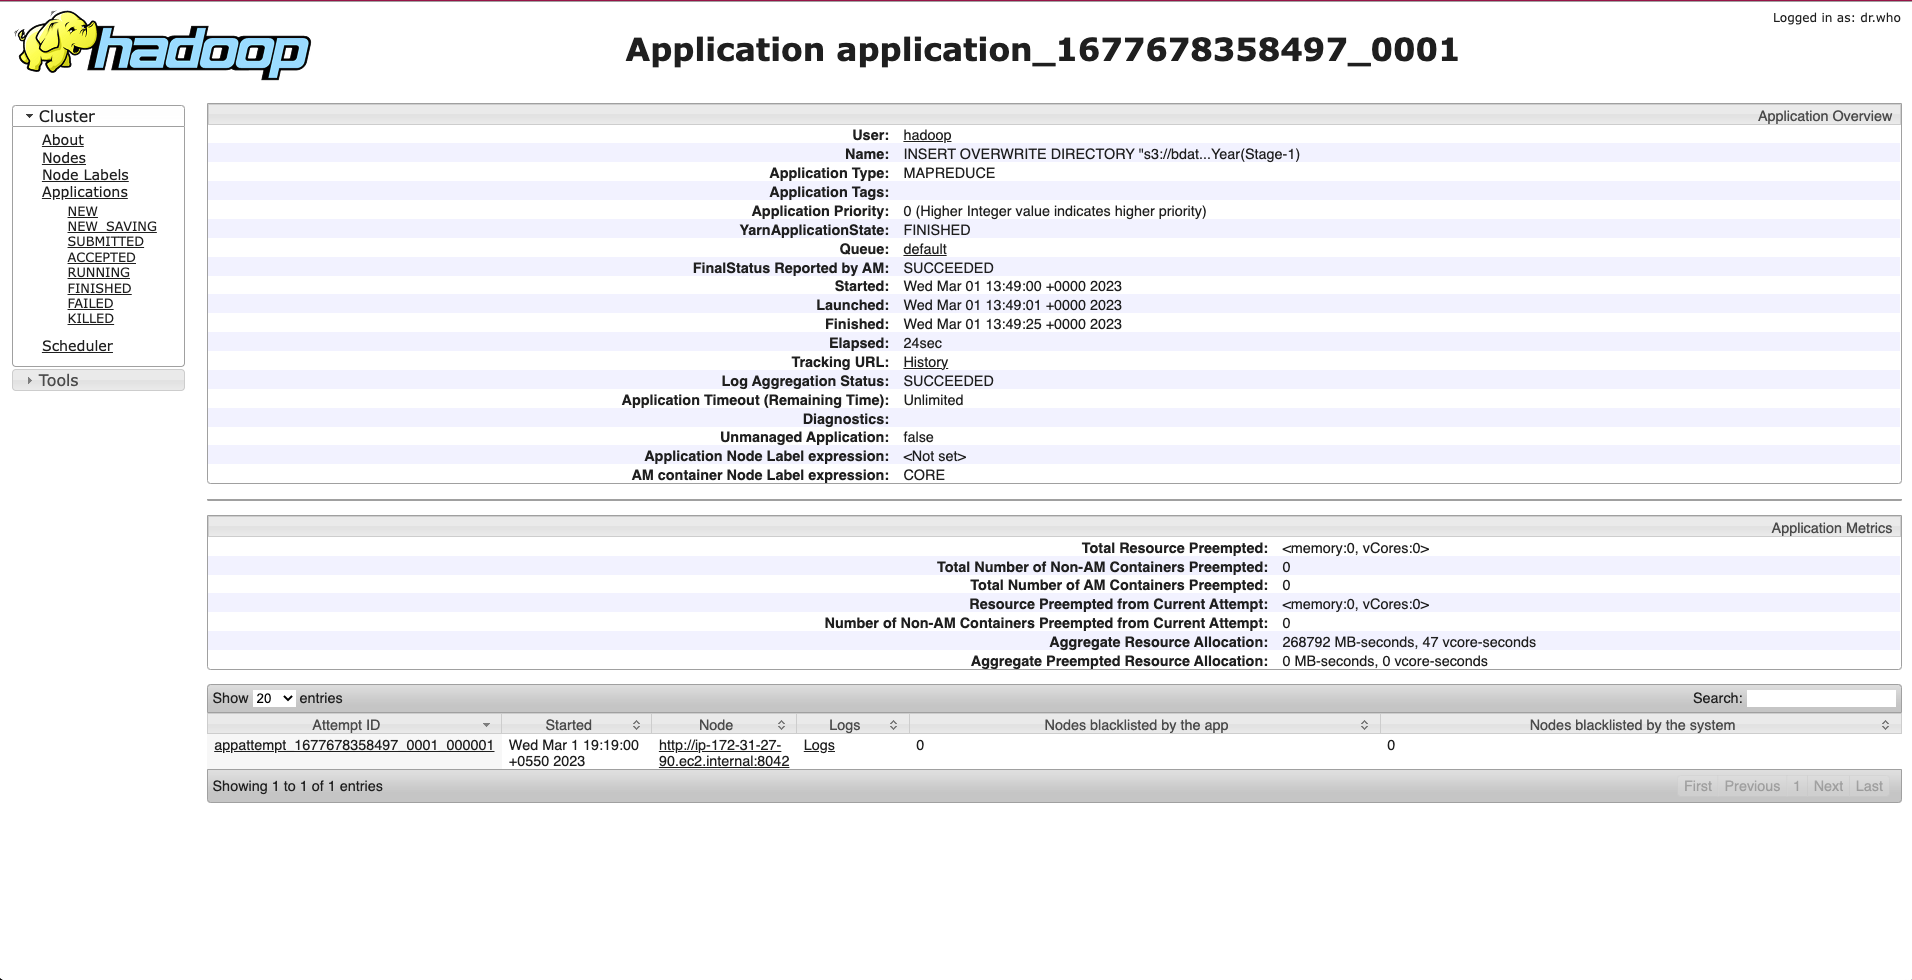 Logged in as: dr.who
hadoop
Application application_1677678358497_0001
Cluster
About
Nodes
Node Labels
Applications
NEW
NEW_SAVING
SUBMITTED
ACCEPTED
RUNNING
FINISHED
FAILED
KILLED
Scheduler
Tools
Application Overview
User: hadoop
Name: INSERT OVERWRITE DIRECTORY "s3://bdat...Year(Stage-1)
Application Type: MAPREDUCE
Application Tags:
Application Priority: 0 (Higher Integer value indicates higher priority)
YarnApplicationState: FINISHED
Queue: default
FinalStatus Reported by AM: SUCCEEDED
Started: Wed Mar 01 13:49:00 +0000 2023
Launched: Wed Mar 01 13:49:01 +0000 2023
Finished: Wed Mar 01 13:49:25 +0000 2023
Elapsed: 24sec
Tracking URL: History
Log Aggregation Status: SUCCEEDED
Application Timeout (Remaining Time): Unlimited
Diagnostics:
Unmanaged Application: false
Application Node Label expression: <Not set>
AM container Node Label expression: CORE
Application Metrics
Total Resource Preempted: <memory:0, vCores:0>
Total Number of Non-AM Containers Preempted: 0
Total Number of AM Containers Preempted: 0
Resource Preempted from Current Attempt: <memory:0, vCores:0>
Number of Non-AM Containers Preempted from Current Attempt: 0
Aggregate Resource Allocation: 268792 MB-seconds, 47 vcore-seconds
Aggregate Preempted Resource Allocation: 0 MB-seconds, 0 vcore-seconds
Show 20 entries Search:
Attempt ID Started Node Logs Nodes blacklisted by the app Nodes blacklisted by the system
appattempt_1677678358497_0001_000001 Wed Mar 1 19:19:00 http://ip-172-31-27- Logs 0 0
+0550 2023 90.ec2.internal:8042
Showing 1 to 1 of 1 entries First Previous 1 Next Last